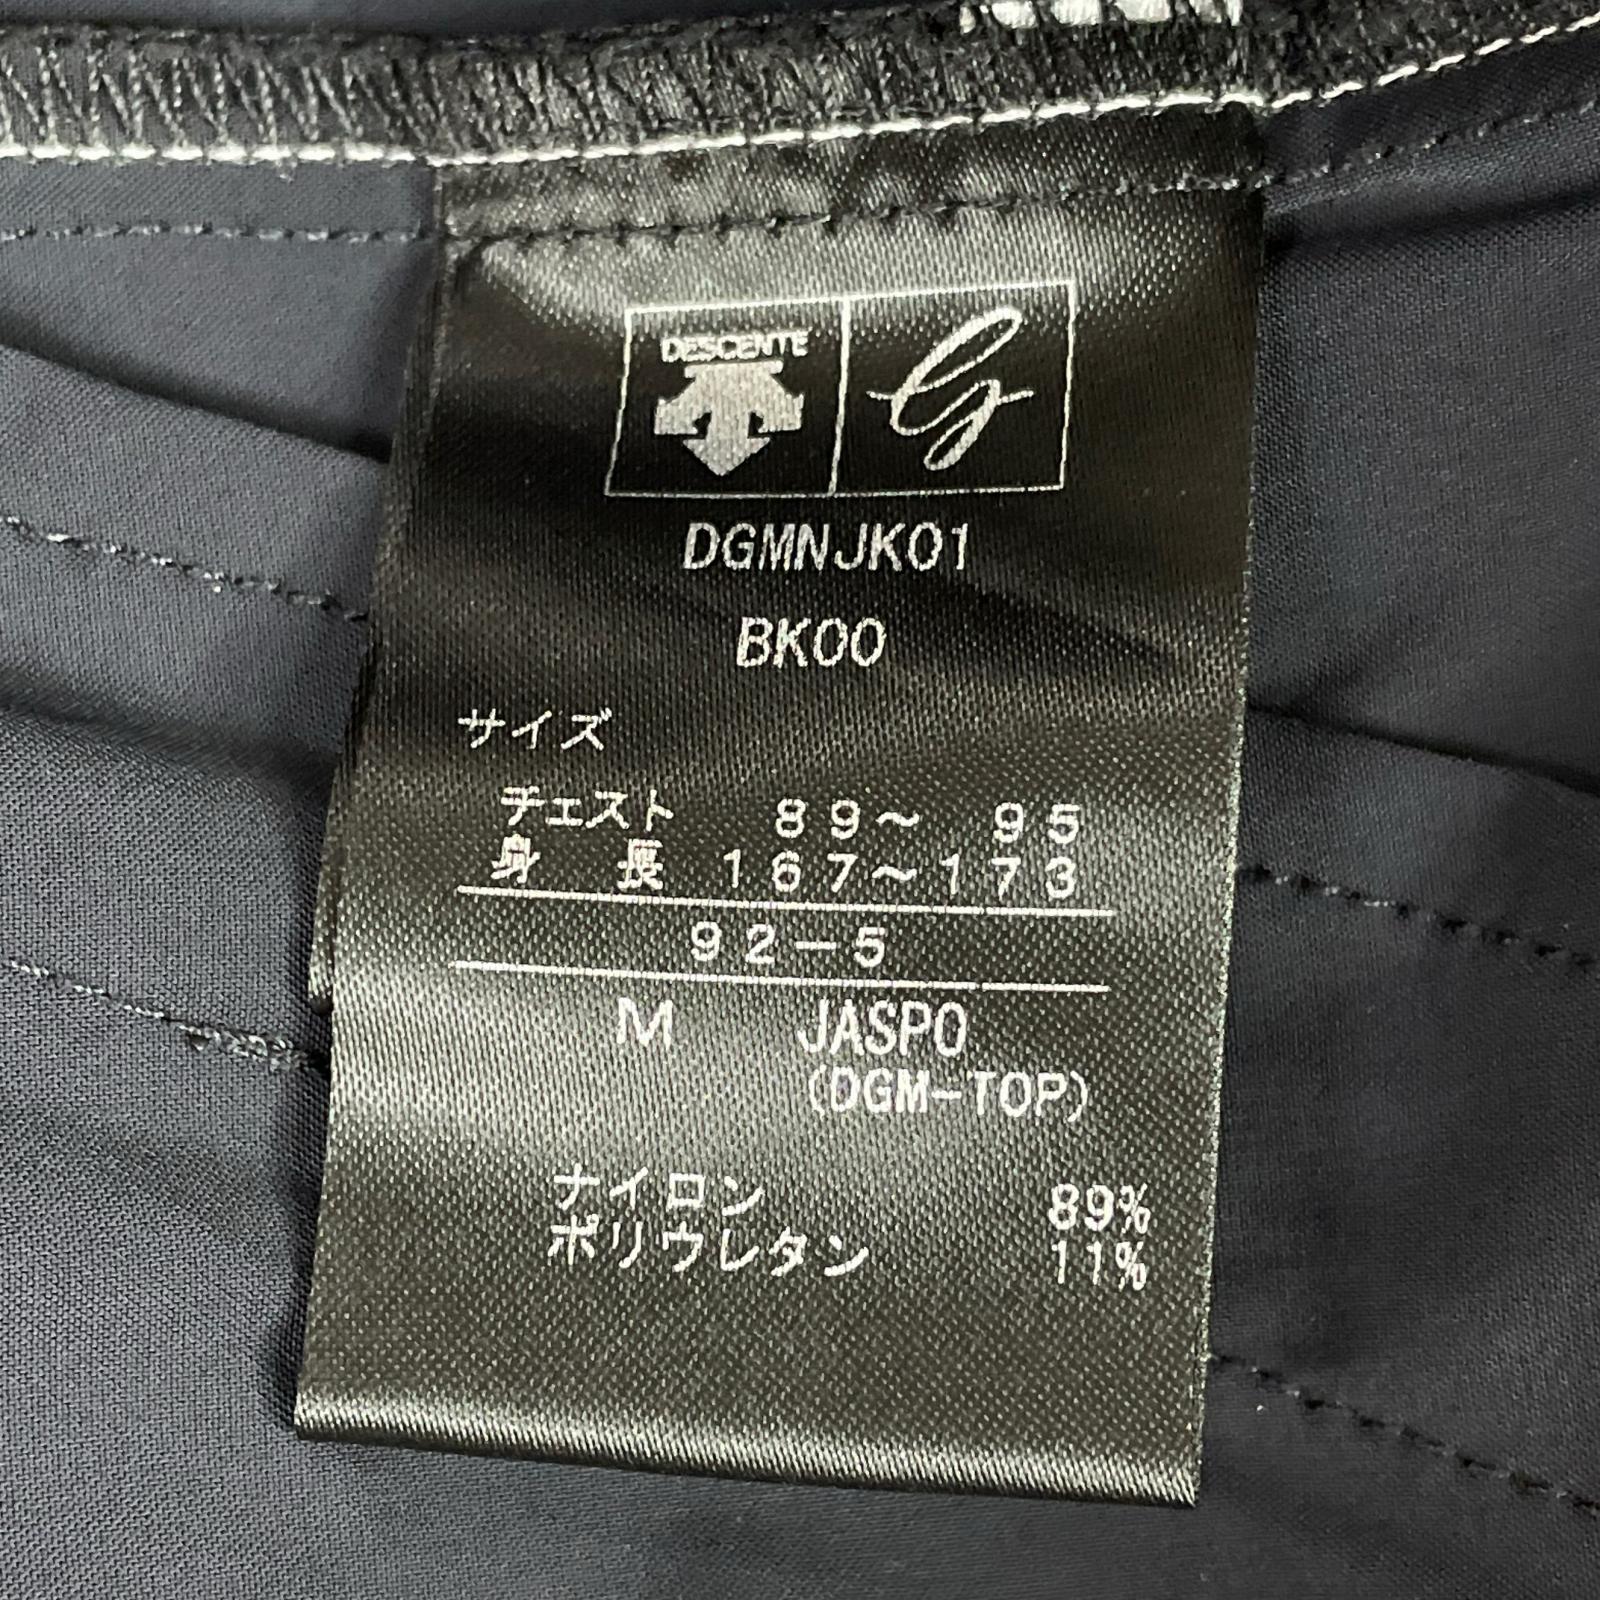 DESCENTE G
DGMNJK01
BK00
サイズ
チェスト 89～ 95
身 長 167～173
92－5
M JASPO
(DGM-TOP)
ナイロン 89%
ポリウレタン 11%